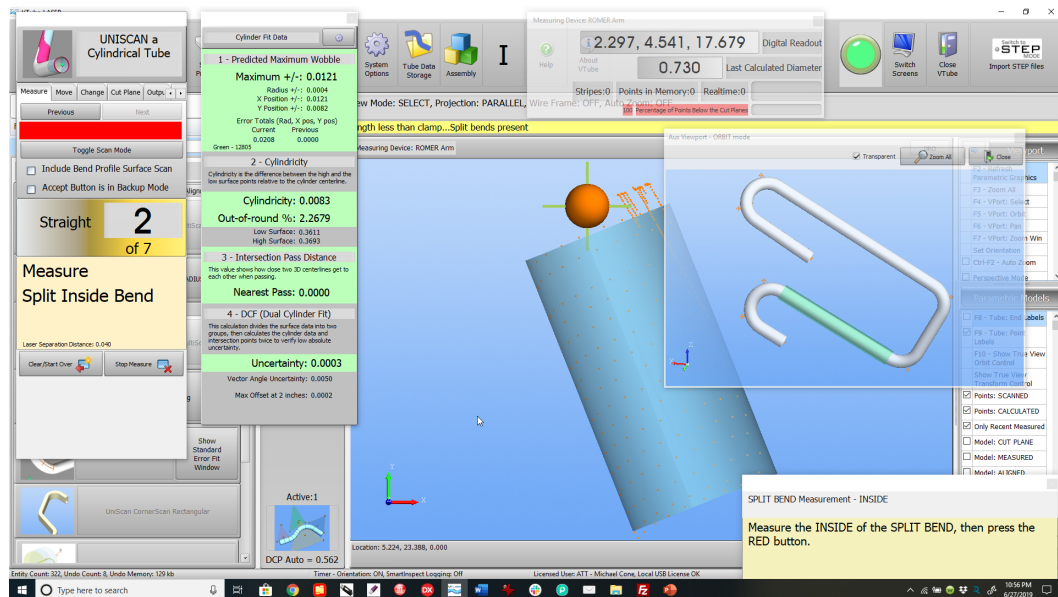 VTube LASER
UNISCAN a
Cylindrical Tube
Measure Move Change Cut Plane
Previous Next
Toggle Scan Mode
Include Bend Profile Surface Scan
Accept Button is in Backup Mode
Straight 2
of 7
Measure
Split Inside Bend
Laser Separation Distance: 0.040
Clear/Start Over Stop Measure
Show
Standard
Error Fit
Window
UniScan CornerScan Rectangular
Cylinder Fit Data
1 - Predicted Maximum Wobble
Maximum +/-: 0.0121
Radius +/-: 0.0004
X Position +/-: 0.0121
Y Position +/-: 0.0082
Error Totals (Rad, X pos, Y pos)
Current Previous
0.0208 0.0000
Green - 12805
2 - Cylindricity
Cylindricity is the difference between the high and the
low surface points relative to the cylinder centerline.
Cylindricity: 0.0083
Out-of-round %: 2.2679
Low Surface: 0.3611
High Surface: 0.3693
3 - Intersection Pass Distance
This value shows how close two 3D centerlines get to
each other when passing.
Nearest Pass: 0.0000
4 - DCF (Dual Cylinder Fit)
This calculation divides the surface data into two
groups, then calculates the cylinder data and
intersection points twice to verify low absolute
uncertainty.
Uncertainty: 0.0003
Vector Angle Uncertainty: 0.0050
Max Offset at 2 inches: 0.0002
Active:1
DCP Auto = 0.562
System
Options
Tube Data
Storage
Assembly
I
Help
About
VTube
Measuring Device: ROMER Arm
2.297, 4.541, 17.679 Digital Readout
0.730 Last Calculated Diameter
Stripes:0 Points in Memory:0 Realtime:0
100 Percentage of Points Below the Cut Planes
Switch
Screens
Close
VTube
Switch to
STEP
MODE
Import STEP files
ew Mode: SELECT, Projection: PARALLEL, Wire Frame: OFF, Auto Zoom: OFF
ngth less than clamp...Split bends present
Measuring Device: ROMER Arm
Aux Viewport - ORBIT mode
Transparent Zoom All Close
F2 - Refresh
Parametric Graphics
F3 - Zoom All
F4 - VPort: Select
F5 - VPort: Orbit
F6 - VPort: Pan
F7 - VPort: Zoom Win
Set Orientation
Ctrl-F2 - Auto Zoom
Perspective Mode
Parametric Models
F8 - Tube: End Labels
F9 - Tube: Point
Labels
F10 - Show True View
Orbit Control
Show True View
Transform Control
Points: SCANNED
Points: CALCULATED
Only Recent Measured
Model: CUT PLANE
Model: MEASURED
Model: ALIGNED
Y
X
Location: 5.224, 23.388, 0.000
SPLIT BEND Measurement - INSIDE
Measure the INSIDE of the SPLIT BEND, then press the
RED button.
Entity Count: 322, Undo Count: 8, Undo Memory: 129 kb
Timer - Orientation: ON, SmartInspect Logging: Off
Licensed User: ATT - Michael Cone, Local USB License OK
Type here to search
10:56 PM
6/27/2019